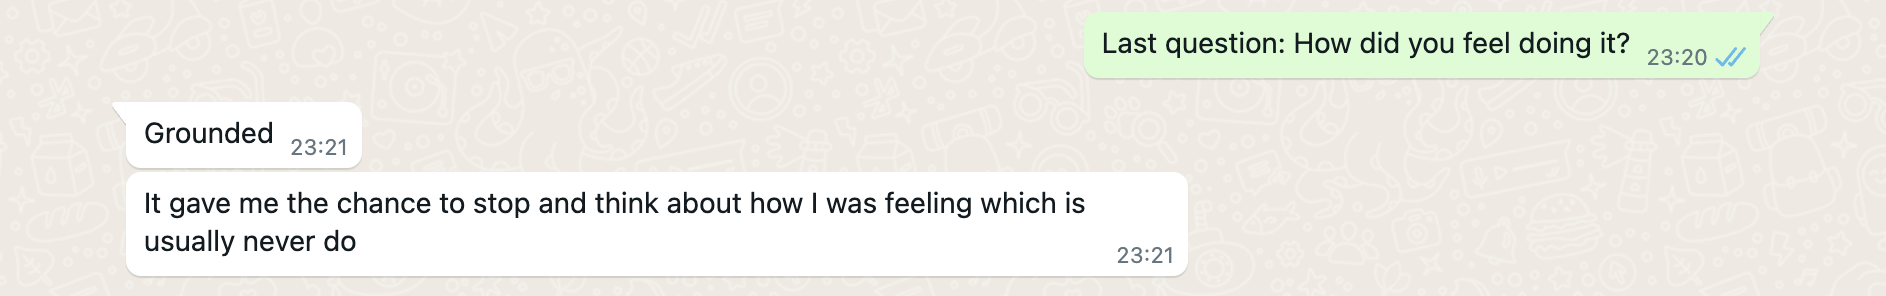 Last question: How did you feel doing it? 23:20
Grounded 23:21
It gave me the chance to stop and think about how I was feeling which is
usually never do
23:21